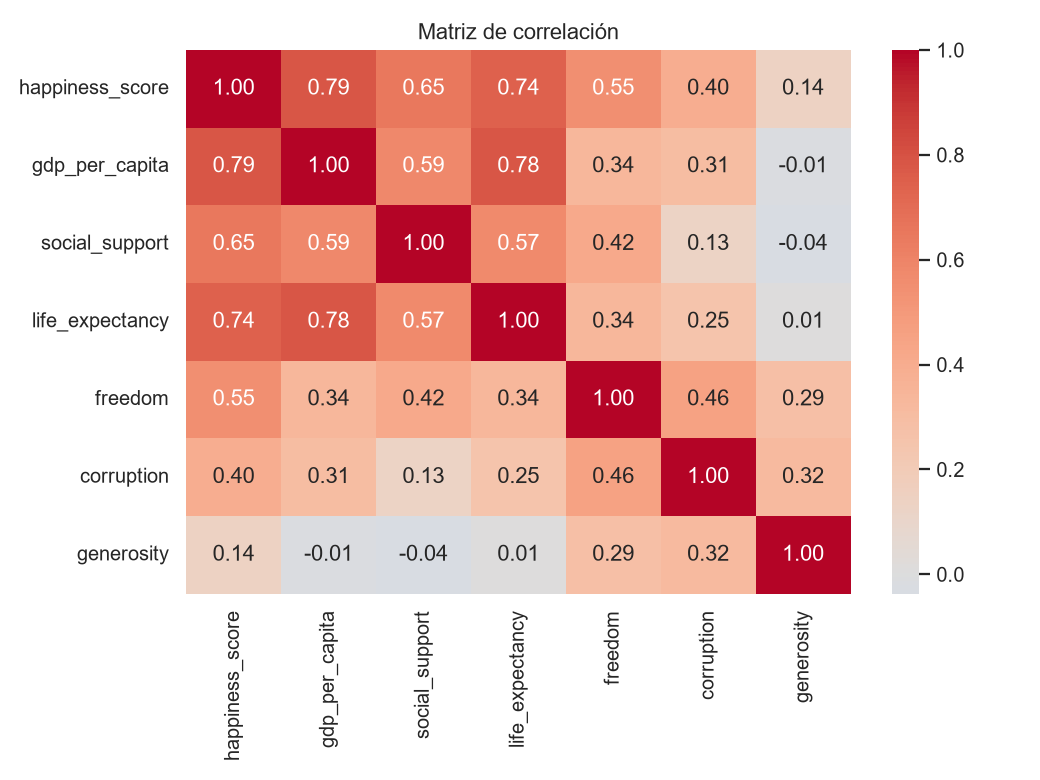 Matriz de correlación
happiness_score 1.00 0.79 0.65 0.74 0.55 0.40 0.14
gdp_per_capita 0.79 1.00 0.59 0.78 0.34 0.31 -0.01
social_support 0.65 0.59 1.00 0.57 0.42 0.13 -0.04
life_expectancy 0.74 0.78 0.57 1.00 0.34 0.25 0.01
freedom 0.55 0.34 0.42 0.34 1.00 0.46 0.29
corruption 0.40 0.31 0.13 0.25 0.46 1.00 0.32
generosity 0.14 -0.01 -0.04 0.01 0.29 0.32 1.00
happiness_score
gdp_per_capita
social_support
life_expectancy
freedom
corruption
generosity
1.0
0.8
0.6
0.4
0.2
0.0